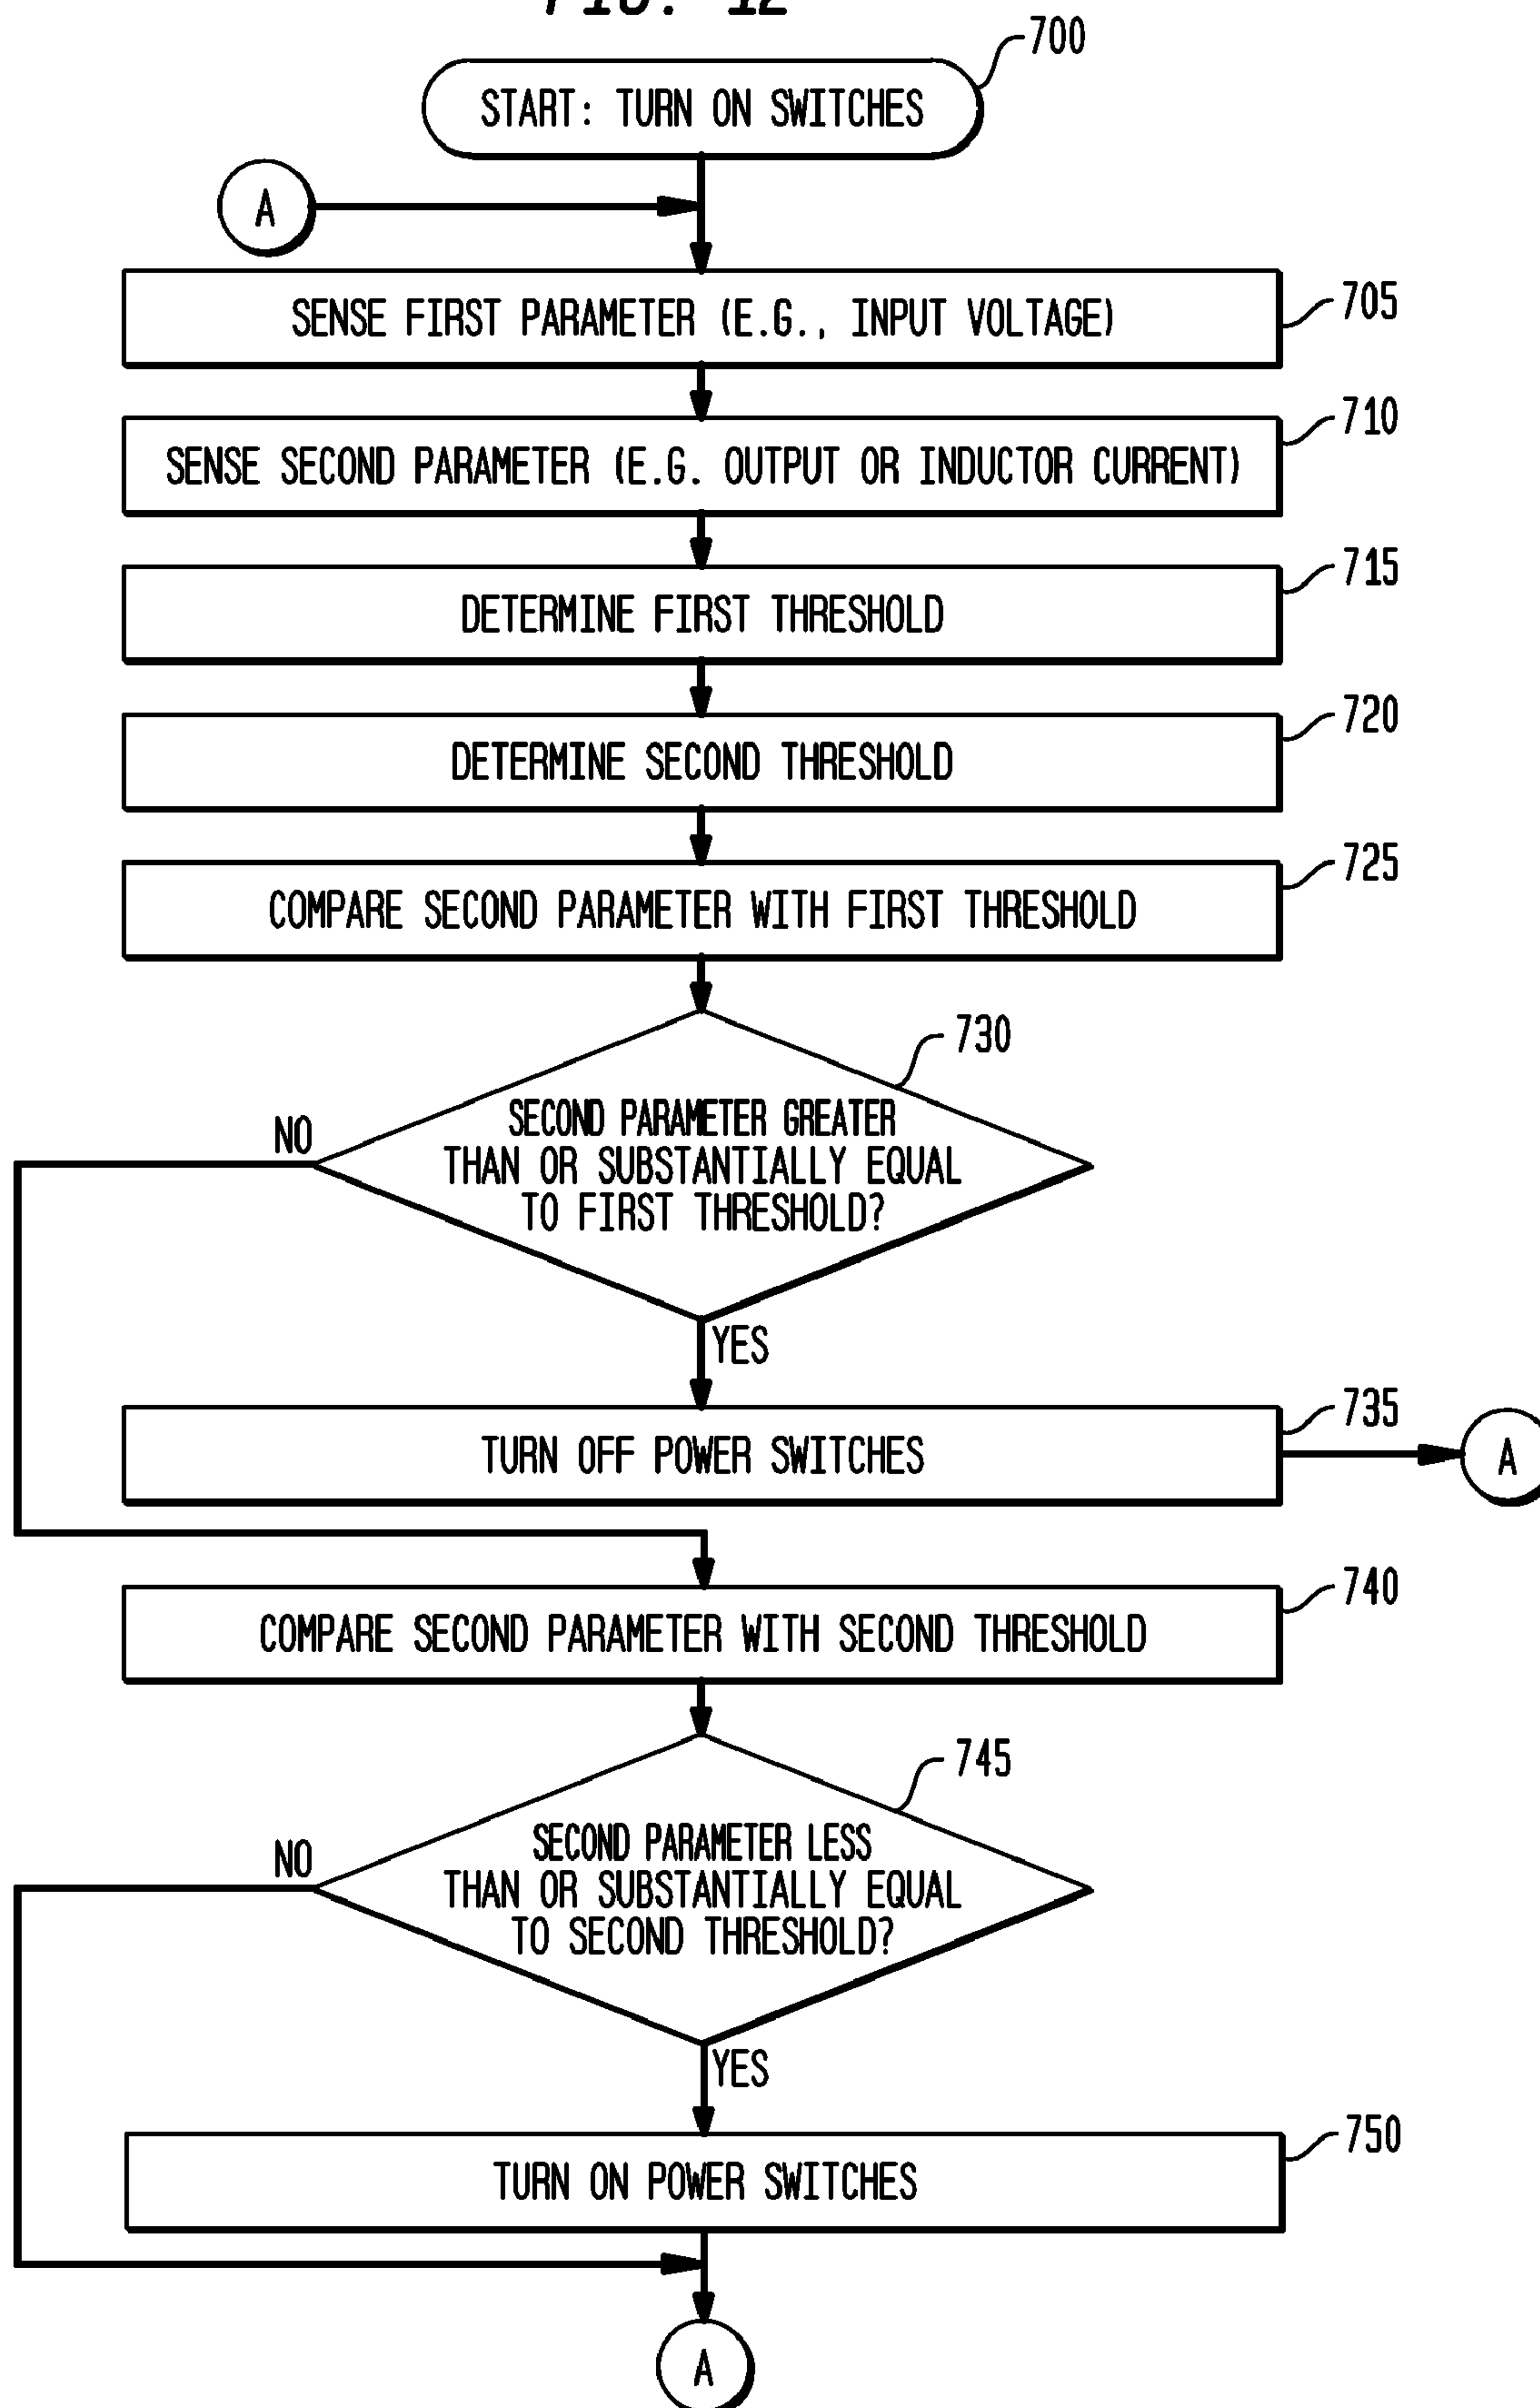 FIG. 12
700
START: TURN ON SWITCHES
A
SENSE FIRST PARAMETER (E.G., INPUT VOLTAGE)
705
SENSE SECOND PARAMETER (E.G. OUTPUT OR INDUCTOR CURRENT)
710
DETERMINE FIRST THRESHOLD
715
DETERMINE SECOND THRESHOLD
720
COMPARE SECOND PARAMETER WITH FIRST THRESHOLD
725
730
SECOND PARAMETER GREATER
THAN OR SUBSTANTIALLY EQUAL
TO FIRST THRESHOLD?
NO
YES
TURN OFF POWER SWITCHES
735
A
COMPARE SECOND PARAMETER WITH SECOND THRESHOLD
740
745
SECOND PARAMETER LESS
THAN OR SUBSTANTIALLY EQUAL
TO SECOND THRESHOLD?
NO
YES
TURN ON POWER SWITCHES
750
A